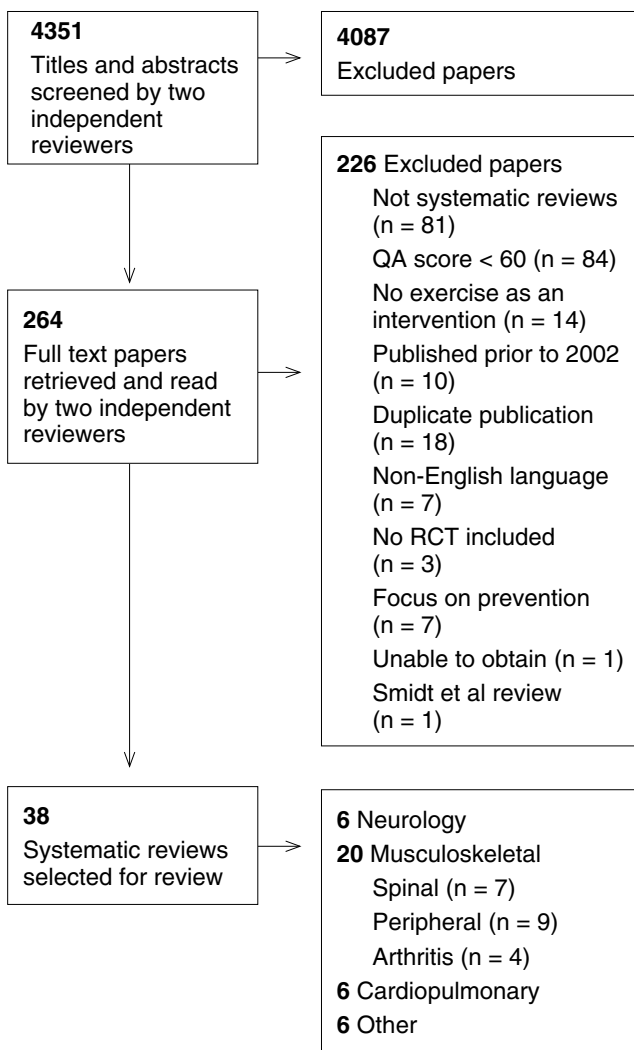 4351
Titles and abstracts
screened by two
independent
reviewers
4087
Excluded papers
226 Excluded papers
Not systematic reviews
(n = 81)
QA score < 60 (n = 84)
No exercise as an
intervention (n = 14)
Published prior to 2002
(n = 10)
Duplicate publication
(n = 18)
Non-English language
(n = 7)
No RCT included
(n = 3)
Focus on prevention
(n = 7)
Unable to obtain (n = 1)
Smidt et al review
(n = 1)
264
Full text papers
retrieved and read
by two independent
reviewers
38
Systematic reviews
selected for review
6 Neurology
20 Musculoskeletal
Spinal (n = 7)
Peripheral (n = 9)
Arthritis (n = 4)
6 Cardiopulmonary
6 Other